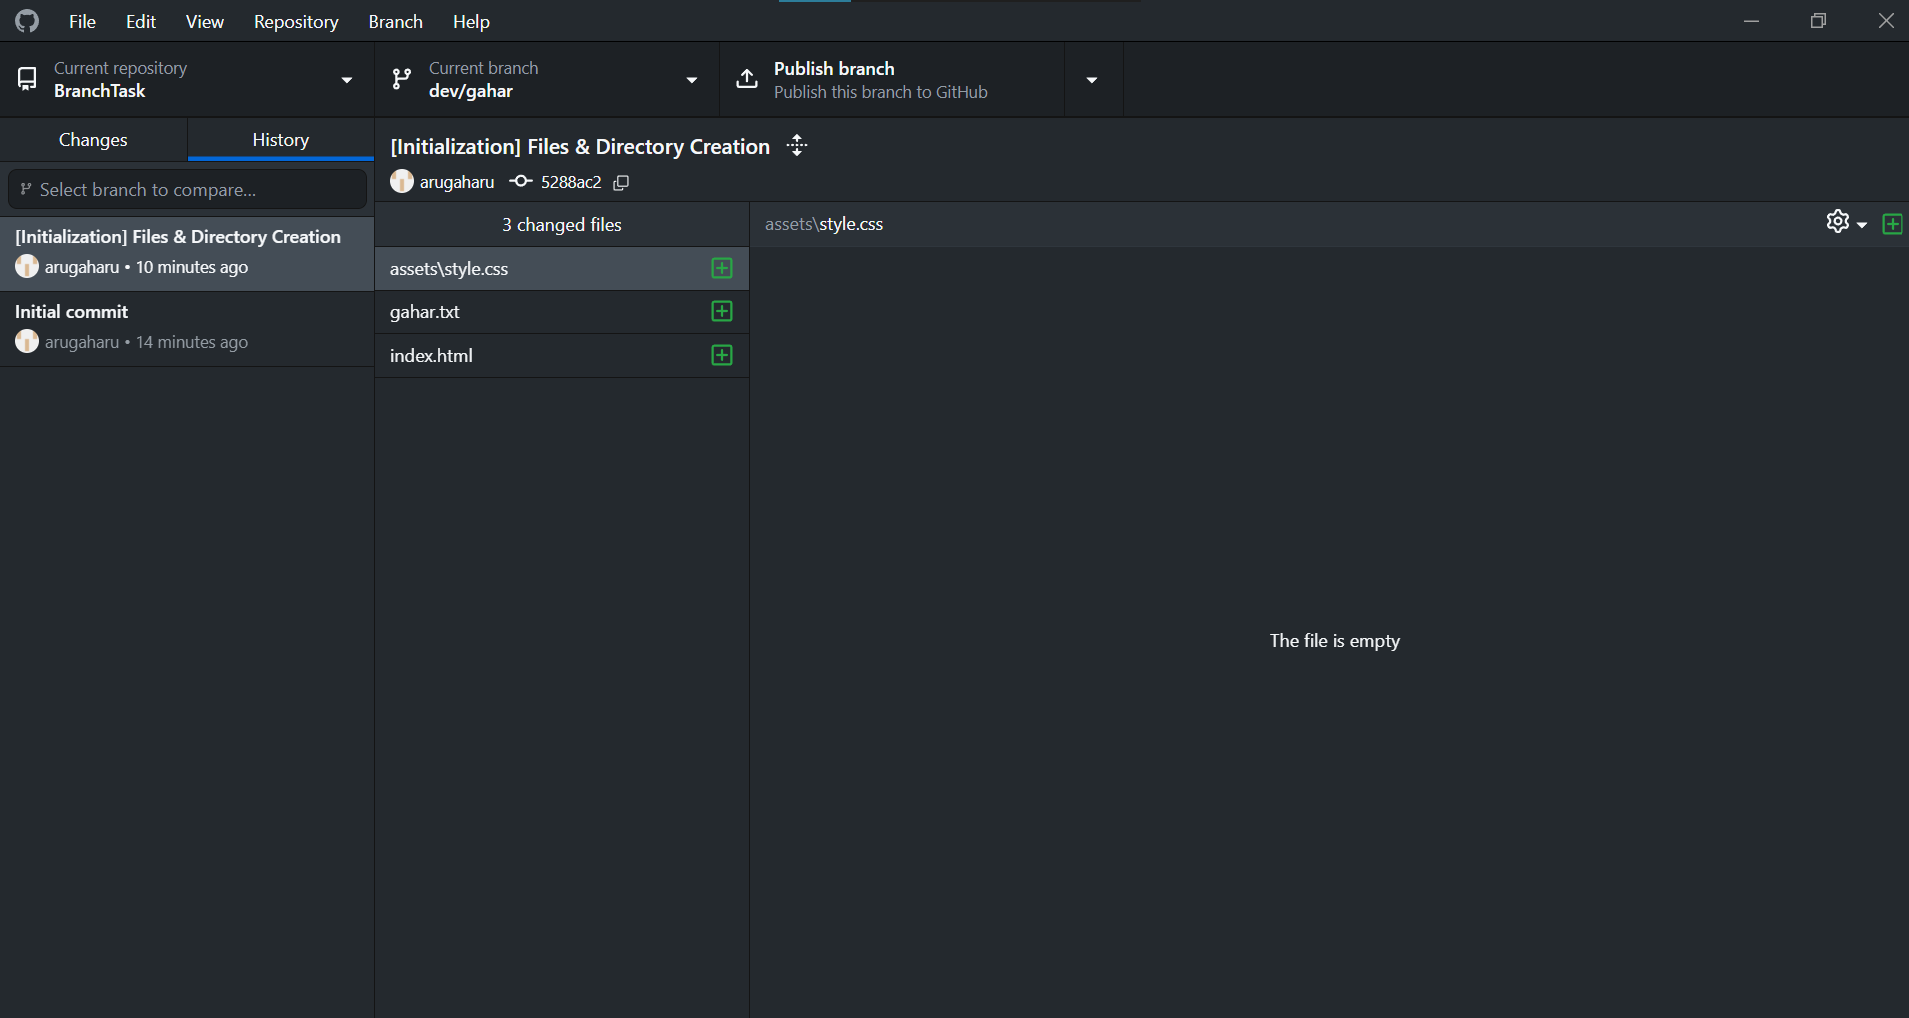 File Edit View Repository Branch Help
Current repository
BranchTask
Current branch
dev/gahar
Publish branch
Publish this branch to GitHub
Changes
History
Select branch to compare...
[Initialization] Files & Directory Creation
arugaharu • 10 minutes ago
Initial commit
arugaharu • 14 minutes ago
[Initialization] Files & Directory Creation
arugaharu 5288ac2
3 changed files
assets\style.css
gahar.txt
index.html
assets\style.css
The file is empty